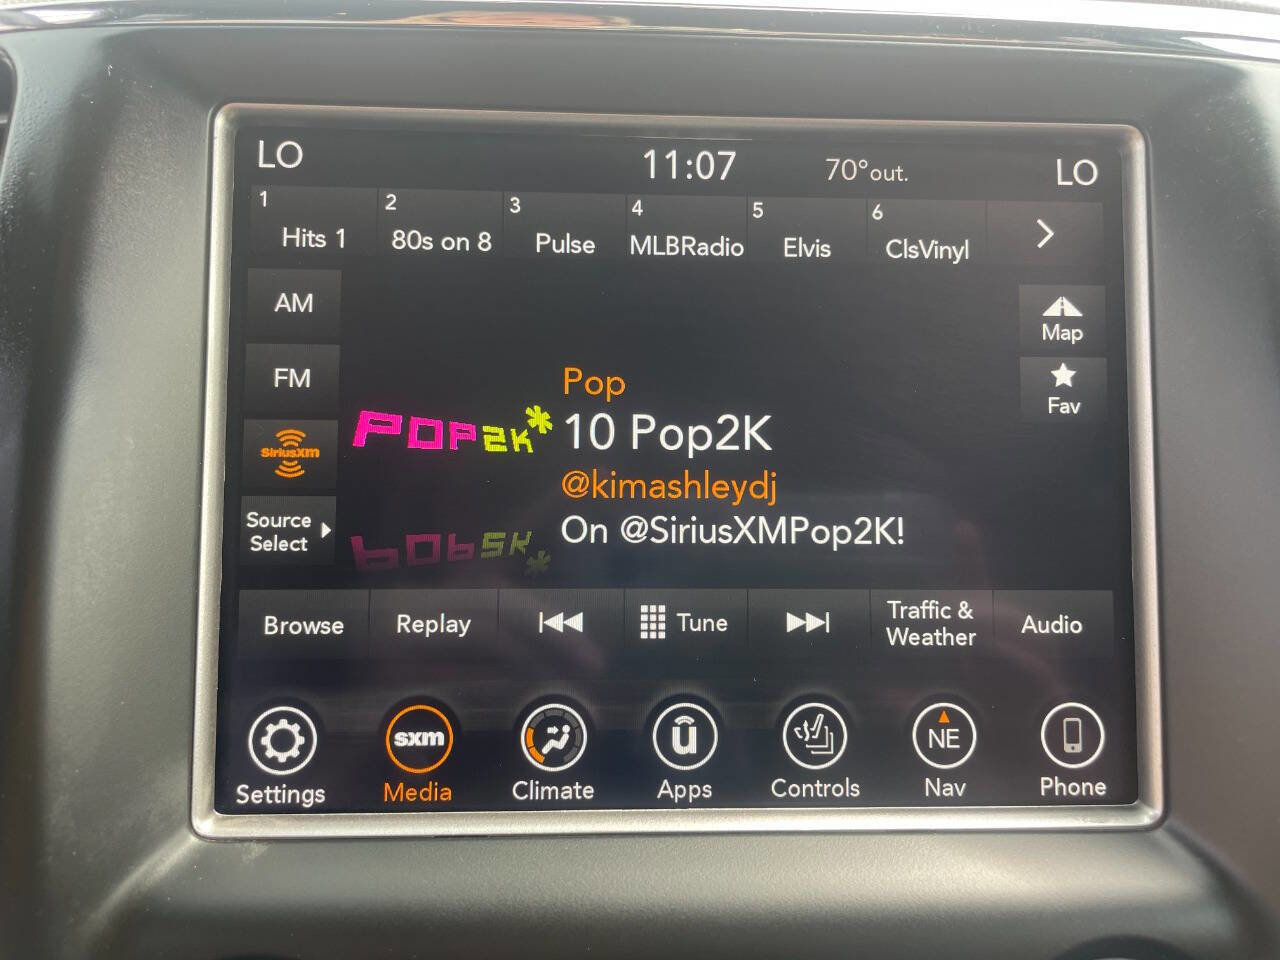 LO
11:07
70° out.
LO
1
Hits 1
2
80s on 8
3
Pulse
4
MLBRadio
5
Elvis
6
ClsVinyl
AM
FM
SiriusXM
Source
Select
Map
Fav
POP2K*
Pop
10 Pop2K
@kimashleydj
On @SiriusXMPop2K!
Browse
Replay
Tune
Traffic &
Weather
Audio
Settings
sxm
Media
Climate
u
Apps
Controls
NE
Nav
Phone